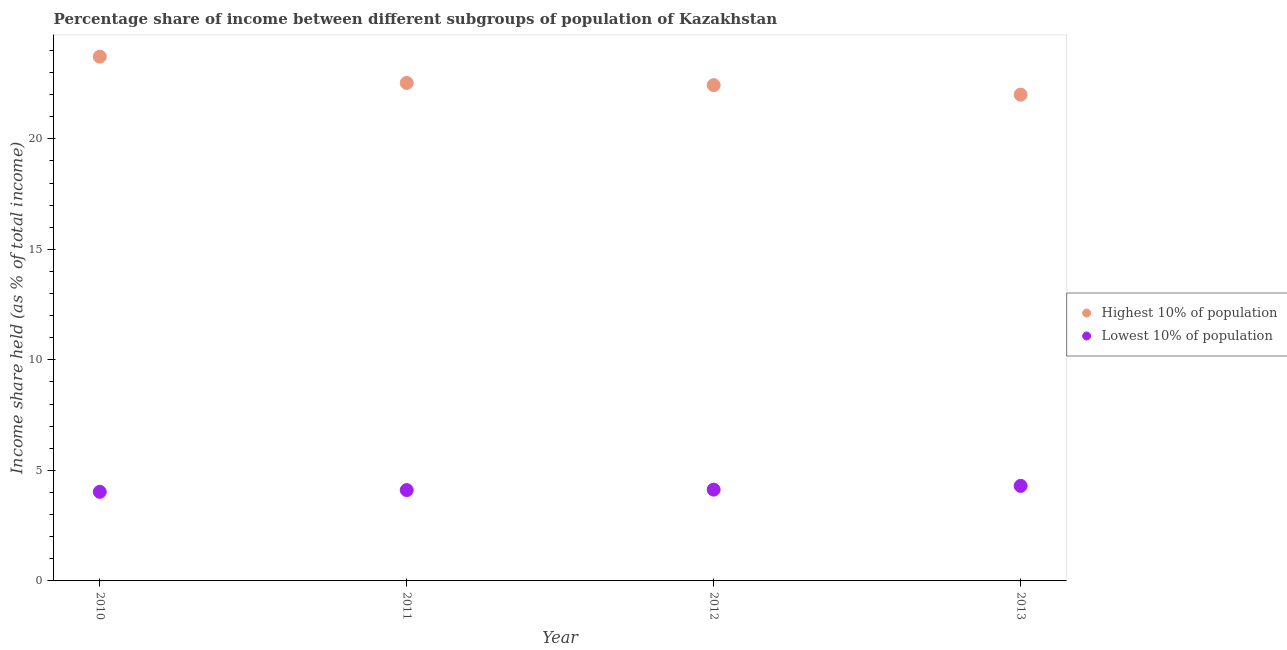 Percentage share of income between different subgroups of population of Kazakhstan
Income share held (as % of total income)
20
15
10
5
0
2010
2011
2012
2013
Year
Highest 10% of population
Lowest 10% of population